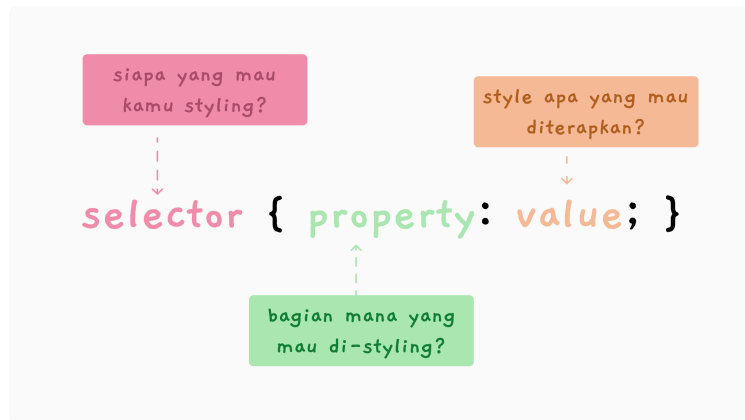 siapa yang mau
kamu styling?
style apa yang mau
diterapkan?
selector { property: value; }
bagian mana yang
mau di-styling?